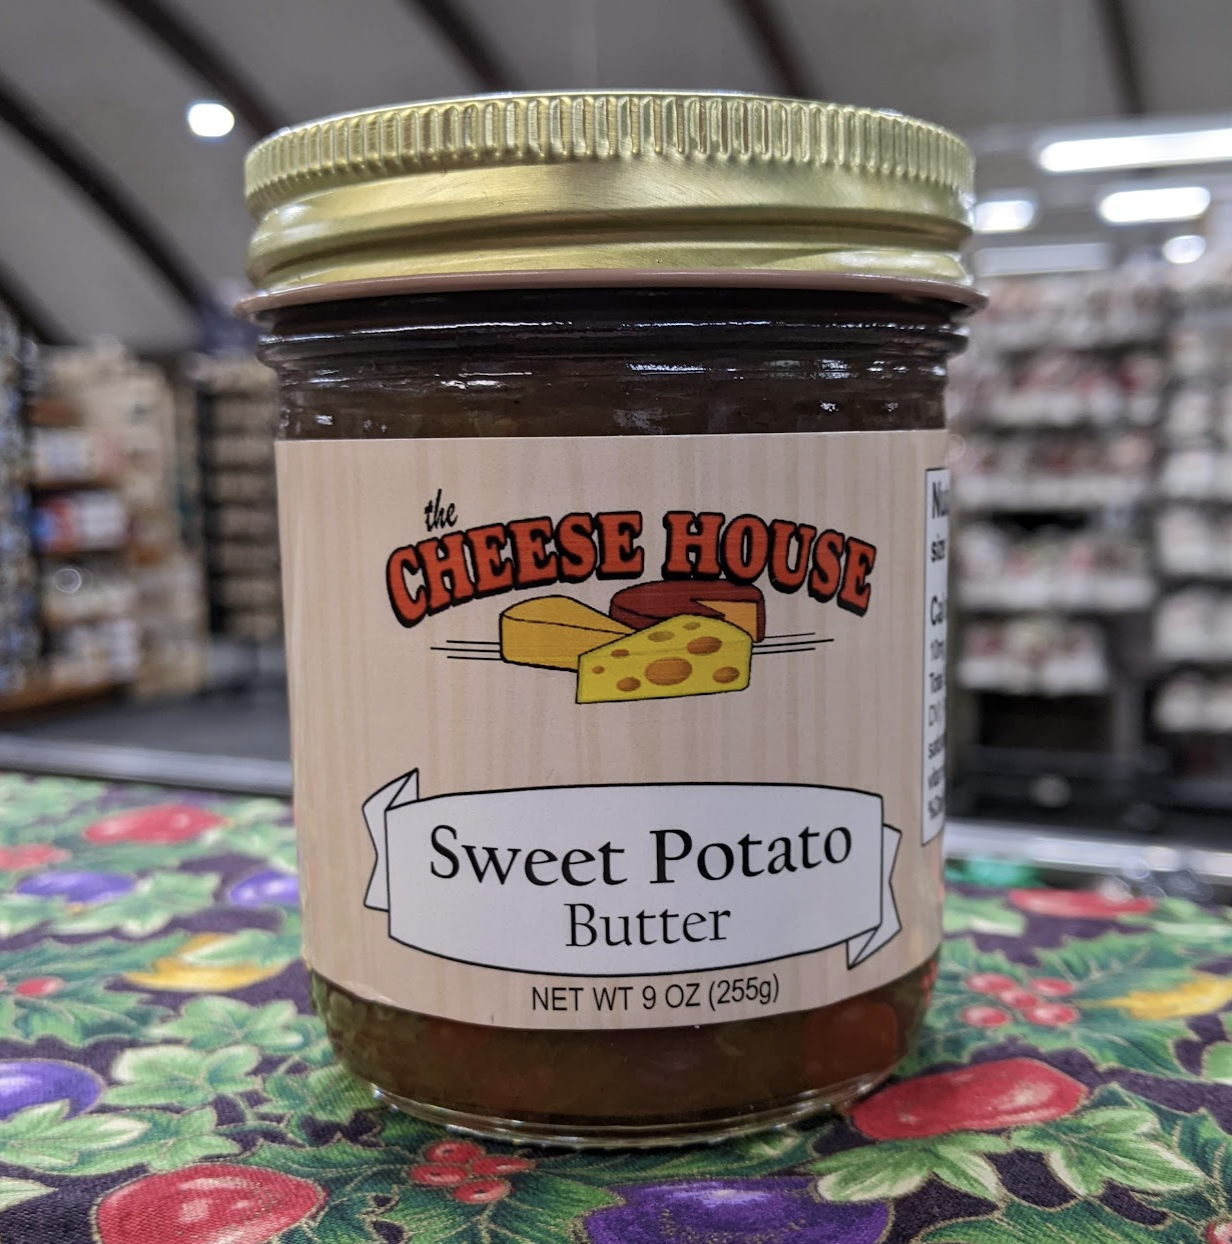 the
CHEESE HOUSE
Sweet Potato
Butter
NET WT 9 OZ (255g)